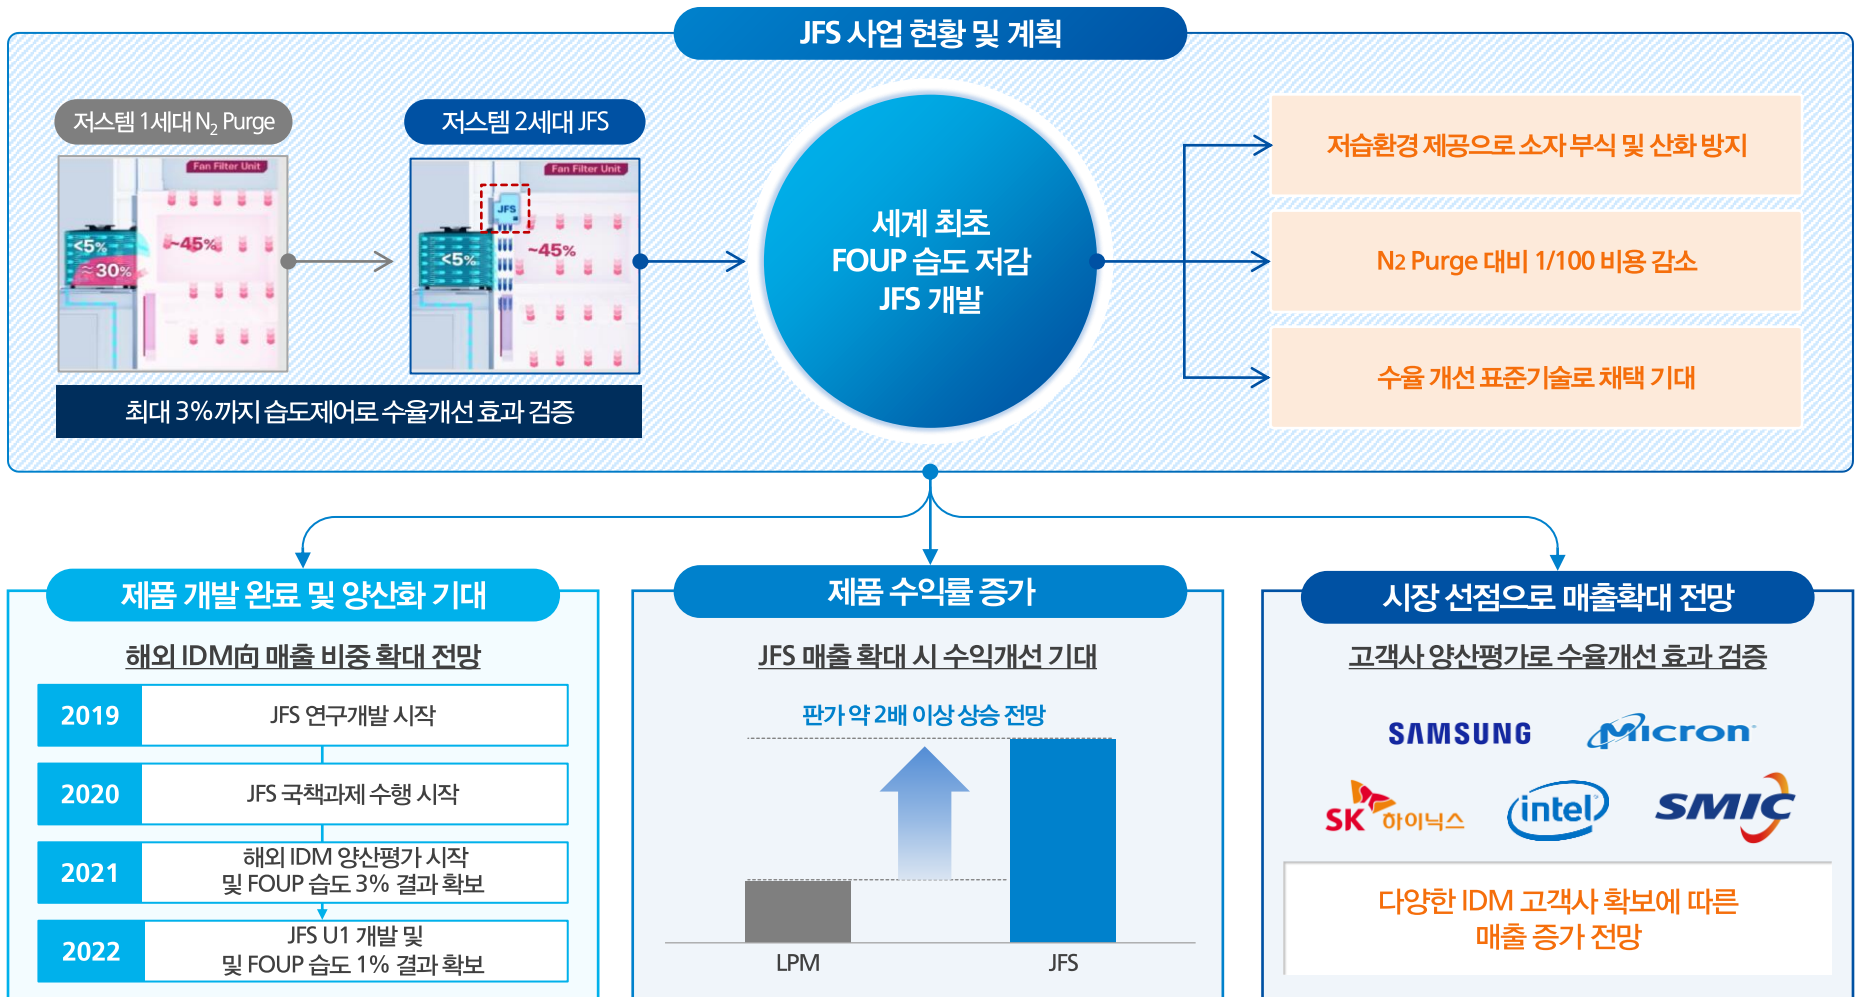 JFS 사업 현황 및 계획
저스템 1세대 N₂ Purge
저스템 2세대 JFS
Fan Filter Unit
<5%
≈30%
~45%
Fan Filter Unit
JFS
<5%
~45%
최대 3%까지 습도제어로 수율개선 효과 검증
세계 최초
FOUP 습도 저감
JFS 개발
저습환경 제공으로 소자 부식 및 산화 방지
N2 Purge 대비 1/100 비용 감소
수율 개선 표준기술로 채택 기대
제품 개발 완료 및 양산화 기대
해외 IDM向 매출 비중 확대 전망
2019
JFS 연구개발 시작
2020
JFS 국책과제 수행 시작
2021
해외 IDM 양산평가 시작
및 FOUP 습도 3% 결과 확보
2022
JFS U1 개발 및
및 FOUP 습도 1% 결과 확보
제품 수익률 증가
JFS 매출 확대 시 수익개선 기대
판가 약 2배 이상 상승 전망
LPM
JFS
시장 선점으로 매출확대 전망
고객사 양산평가로 수율개선 효과 검증
SAMSUNG
Micron
SK 하이닉스
intel
SMIC
다양한 IDM 고객사 확보에 따른
매출 증가 전망